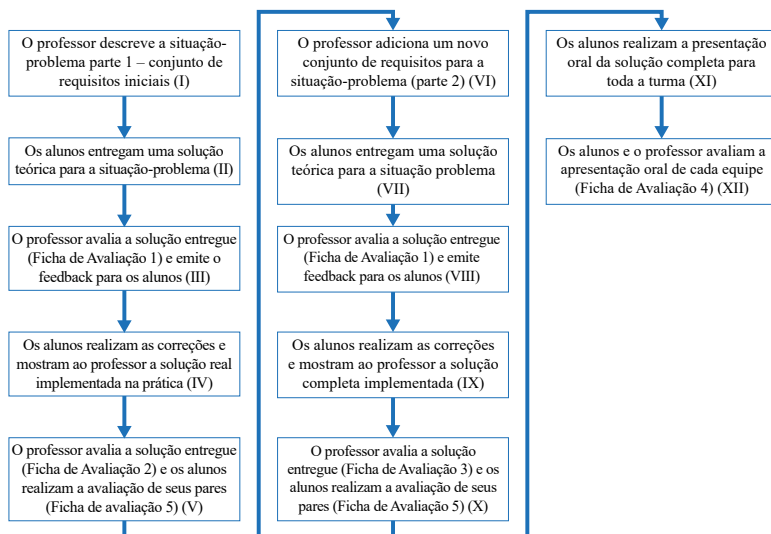 O professor descreve a situação-
problema parte 1 – conjunto de
requisitos iniciais (I)
Os alunos entregam uma solução
teórica para a situação-problema (II)
O professor avalia a solução entregue
(Ficha de Avaliação 1) e emite o
feedback para os alunos (III)
Os alunos realizam as correções e
mostram ao professor a solução real
implementada na prática (IV)
O professor avalia a solução entregue
(Ficha de Avaliação 2) e os alunos
realizam a avaliação de seus pares
(Ficha de avaliação 5) (V)
O professor adiciona um novo
conjunto de requisitos para a
situação-problema (parte 2) (VI)
Os alunos entregam uma solução
teórica para a situação problema
(VII)
O professor avalia a solução entregue
(Ficha de Avaliação 1) e emite
feedback para os alunos (VIII)
Os alunos realizam as correções
e mostram ao professor a solução
completa implementada (IX)
O professor avalia a solução
entregue (Ficha de Avaliação 3) e os
alunos realizam a avaliação de seus
pares (Ficha de Avaliação 5) (X)
Os alunos realizam a presentação
oral da solução completa para
toda a turma (XI)
Os alunos e o professor avaliam a
apresentação oral de cada equipe
(Ficha de Avaliação 4) (XII)